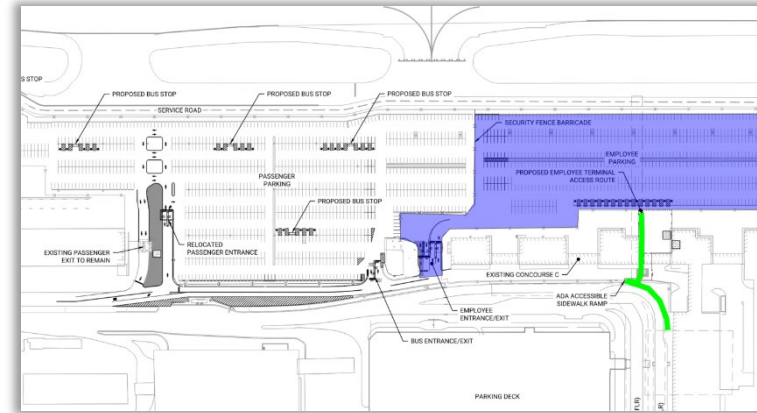 S STOP
PROPOSED BUS STOP
PROPOSED BUS STOP
PROPOSED BUS STOP
SERVICE ROAD
SECURITY FENCE BARRICADE
EMPLOYEE
PARKING
PROPOSED EMPLOYEE TERMINAL
ACCESS ROUTE
PASSENGER
PARKING
PROPOSED BUS STOP
RELOCATED
PASSENGER ENTRANCE
EXISTING PASSENGER
EXIT TO REMAIN
EXISTING CONCOURSE C
ADA ACCESSIBLE
SIDEWALK RAMP
EMPLOYEE
ENTRANCE/EXIT
BUS ENTRANCE/EXIT
PARKING DECK